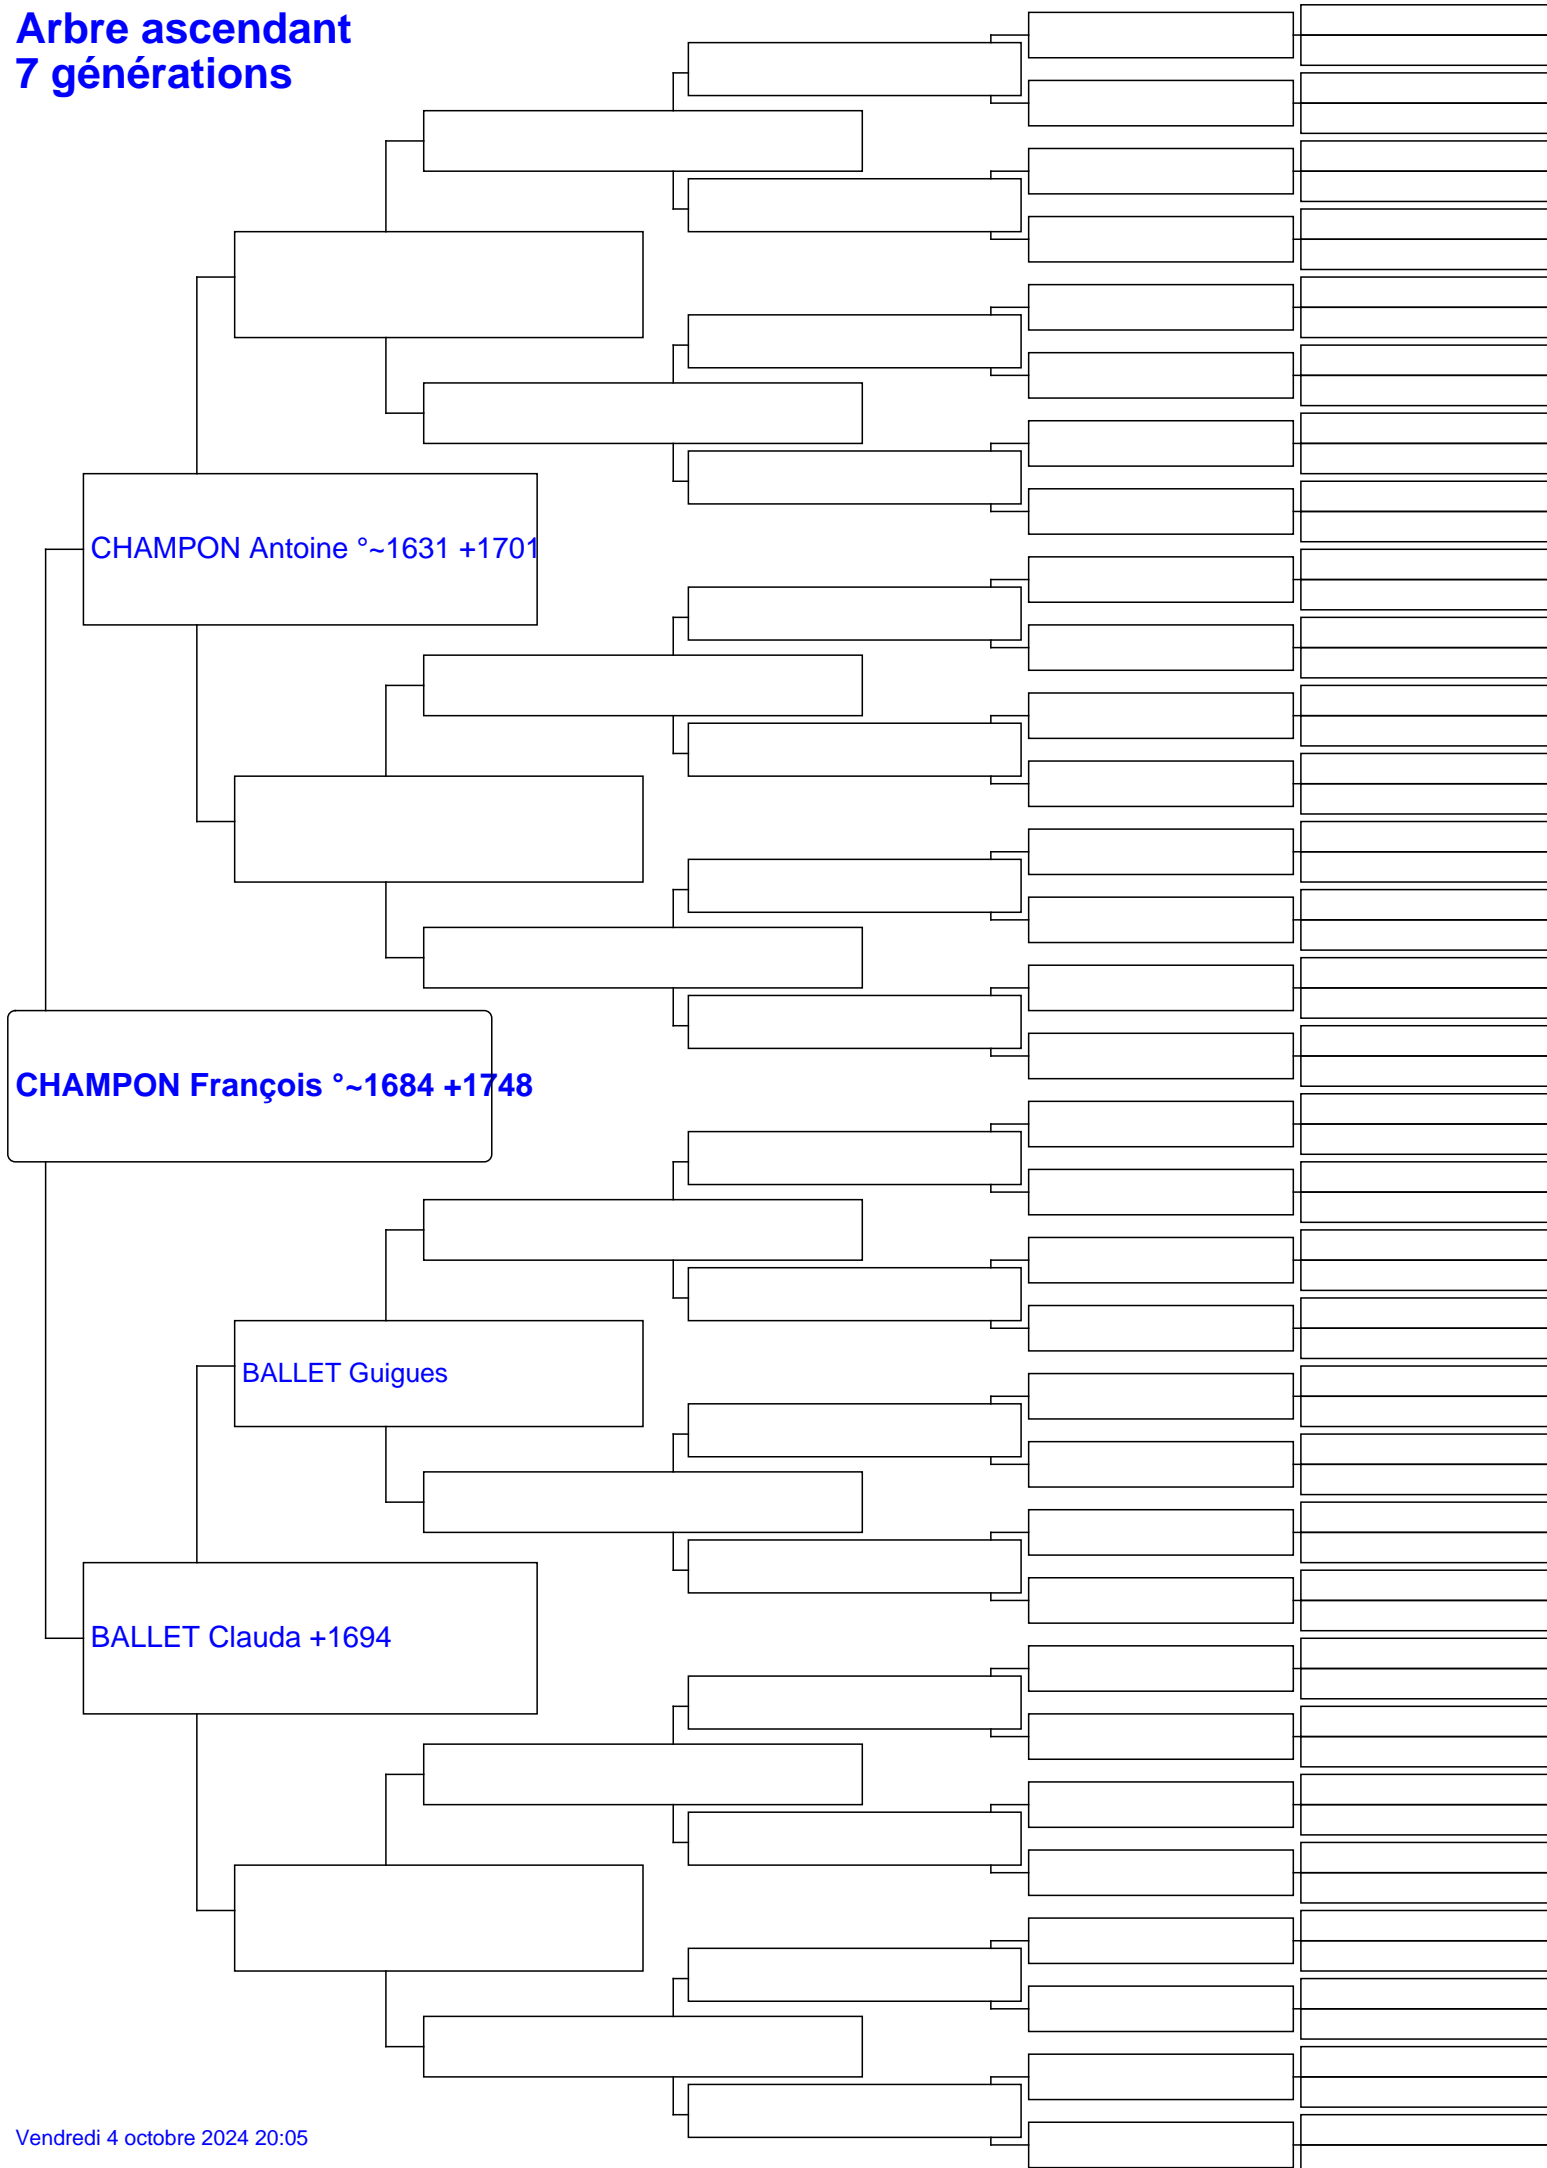 Arbre ascendant
7 générations
CHAMPON Antoine °~1631 +1701
CHAMPON François °~1684 +1748
BALLET Guigues
BALLET Clauda +1694
Vendredi 4 octobre 2024 20:05